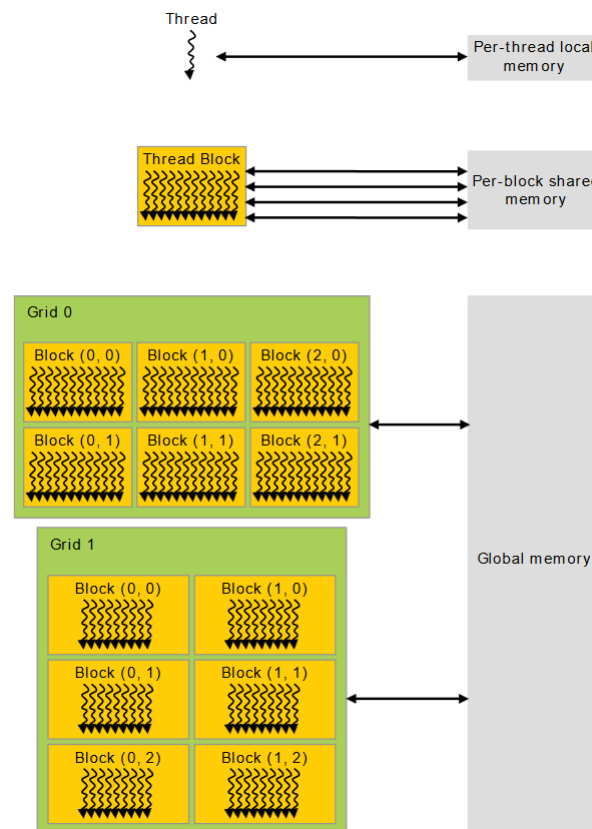 Thread
Per-thread local
memory
Thread Block
Per-block shared
memory
Grid 0
Block (0, 0)
Block (1, 0)
Block (2, 0)
Block (0, 1)
Block (1, 1)
Block (2, 1)
Grid 1
Block (0, 0)
Block (1, 0)
Block (0, 1)
Block (1, 1)
Block (0, 2)
Block (1, 2)
Global memory